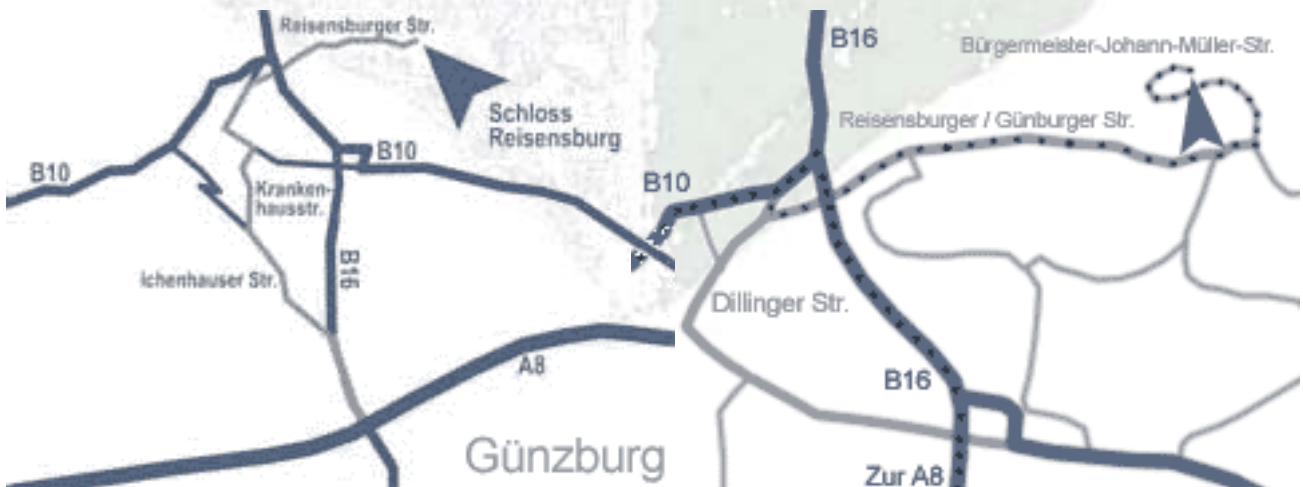 Reisensburger Str.
Schloss
Reisensburg
B10
B10
Kranken-
hausstr.
B16
Ichenhauser Str.
A8
Günzburg
B16
Bürgermeister-Johann-Müller-Str.
Reisensburger / Günburger Str.
B10
Dillinger Str.
B16
Zur A8